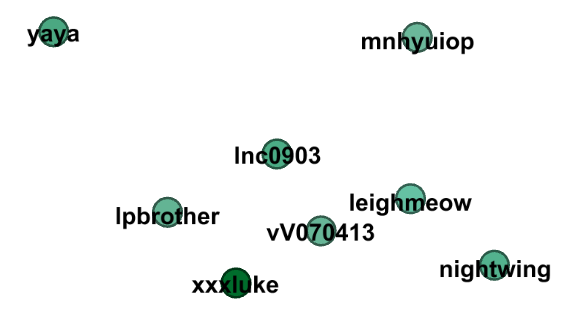 yaya
mnhyuiop
lnc0903
leighmeow
lpbrother
vV070413
nightwing
xxxluke